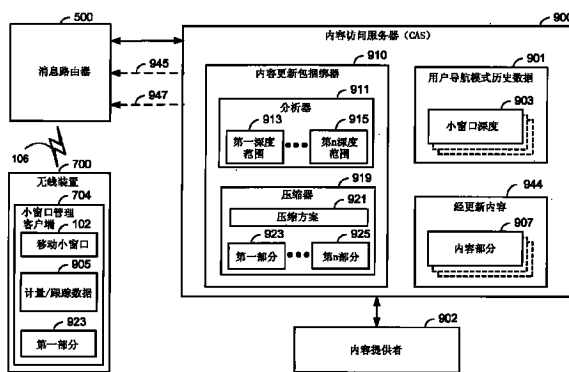 500
消息路由器
945
947
106
700
无线装置
704
小窗口管理
客户端
102
移动小窗口
905
计量/跟踪数据
923
第一部分
900
内容访问服务器（CAS）
910
内容更新包捆绑器
911
分析器
913
第一深度
范围
915
第n深度
范围
919
压缩器
921
压缩方案
923
第一部分
925
第n部分
901
用户导航模式历史数据
903
小窗口深度
944
经更新内容
907
内容部分
902
内容提供者